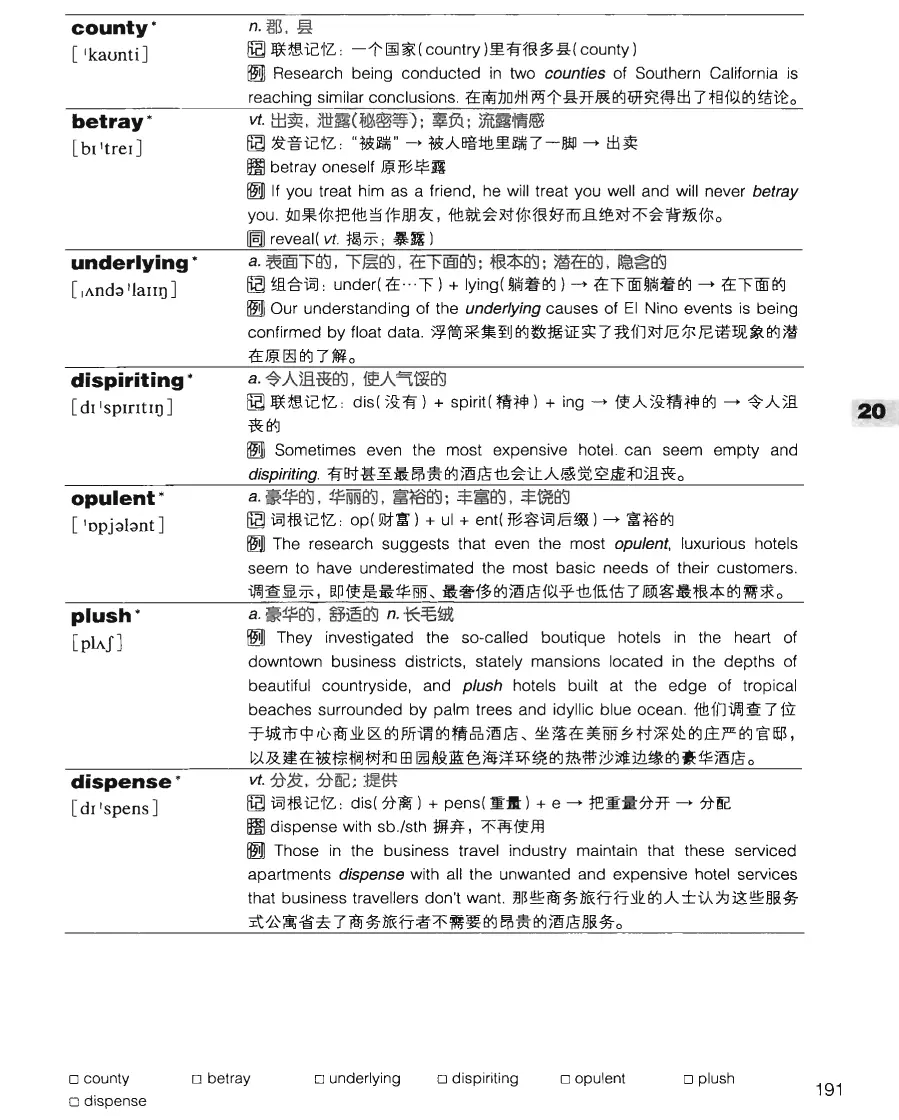 county*
[ˈkaʊnti]
n. 郡，县
[记] 联想记忆：一个国家(country)里有很多县(county)
[例] Research being conducted in two counties of Southern California is
reaching similar conclusions. 在南加州两个县开展的研究得出了相似的结论。
betray*
[bɪˈtreɪ]
vt. 出卖，泄露(秘密等)；辜负；流露情感
[记] 发音记忆："被踹" → 被人暗地里踹了一脚 → 出卖
[搭] betray oneself 原形毕露
[例] If you treat him as a friend, he will treat you well and will never betray
you. 如果你把他当作朋友，他就会对你很好而且绝对不会背叛你。
[同] reveal(vt. 揭示；暴露)
underlying*
[ˌʌndəˈlaɪɪŋ]
a. 表面下的，下层的，在下面的；根本的；潜在的，隐含的
[记] 组合词：under(在…下) + lying(躺着的) → 在下面躺着的 → 在下面的
[例] Our understanding of the underlying causes of El Nino events is being
confirmed by float data. 浮筒采集到的数据证实了我们对厄尔尼诺现象的潜
在原因的了解。
dispiriting*
[dɪˈspɪrɪtɪŋ]
a. 令人沮丧的，使人气馁的
[记] 联想记忆：dis(没有) + spirit(精神) + ing → 使人没精神的 → 令人沮
丧的
[例] Sometimes even the most expensive hotel can seem empty and
dispiriting. 有时甚至最昂贵的酒店也会让人感觉空虚和沮丧。
opulent*
[ˈɒpjələnt]
a. 豪华的，华丽的，富裕的；丰富的，丰饶的
[记] 词根记忆：op(财富) + ul + ent(形容词后缀) → 富裕的
[例] The research suggests that even the most opulent, luxurious hotels
seem to have underestimated the most basic needs of their customers.
调查显示，即使是最华丽、最奢侈的酒店似乎也低估了顾客最根本的需求。
plush*
[plʌʃ]
a. 豪华的，舒适的 n. 长毛绒
[例] They investigated the so-called boutique hotels in the heart of
downtown business districts, stately mansions located in the depths of
beautiful countryside, and plush hotels built at the edge of tropical
beaches surrounded by palm trees and idyllic blue ocean. 他们调查了位
于城市中心商业区的所谓的精品酒店、坐落在美丽乡村深处的庄严的官邸，
以及建在被棕榈树和田园般蓝色海洋环绕的热带沙滩边缘的豪华酒店。
dispense*
[dɪˈspens]
vt. 分发，分配；提供
[记] 词根记忆：dis(分离) + pens(重量) + e → 把重量分开 → 分配
[搭] dispense with sb./sth 摒弃，不再使用
[例] Those in the business travel industry maintain that these serviced
apartments dispense with all the unwanted and expensive hotel services
that business travellers don't want. 那些商务旅行行业的人士认为这些服务
式公寓省去了商务旅行者不需要的昂贵的酒店服务。
20
□ county □ betray □ underlying □ dispiriting □ opulent □ plush
□ dispense
191